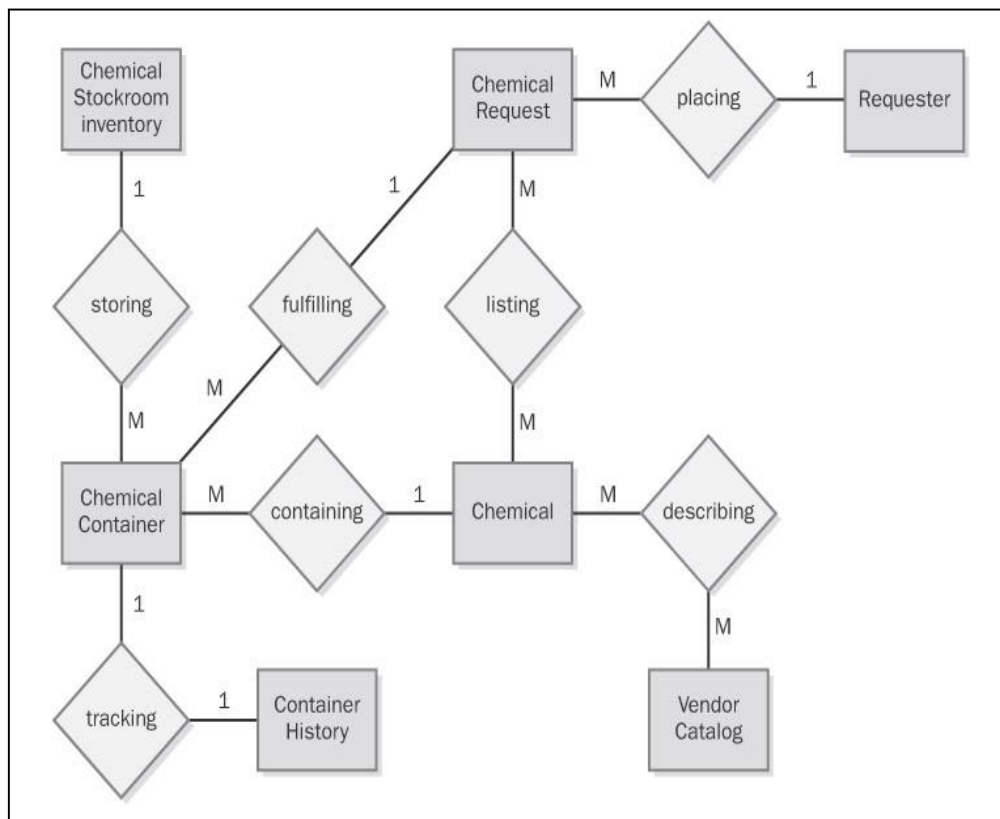 Chemical
Stockroom
inventory
Chemical
Request
M
placing
1
Requester
1
1
M
storing
fulfilling
listing
M
M
M
Chemical
Container
M
containing
1
Chemical
M
describing
1
M
tracking
1
Container
History
Vendor
Catalog